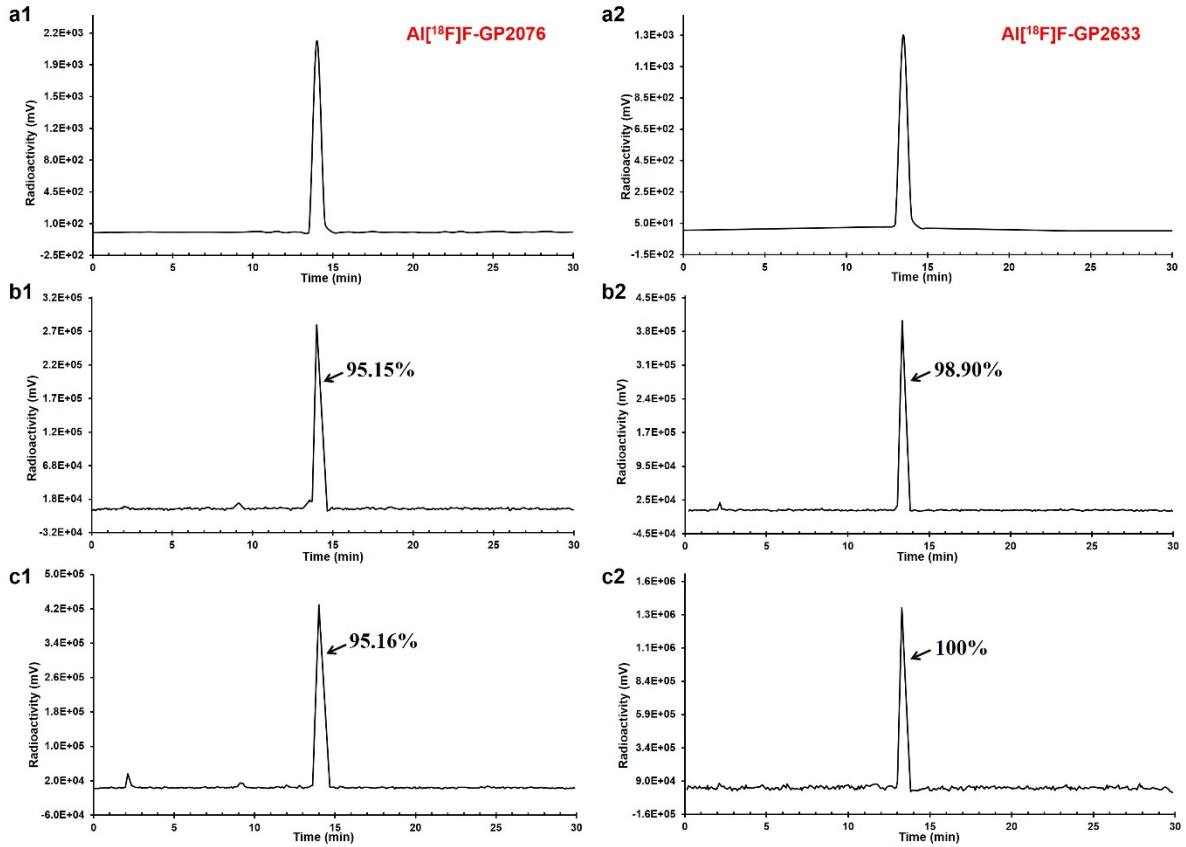 a1
Al[¹⁸F]F-GP2076
Radioactivity (mV)
2.2E+03
1.9E+03
1.5E+03
1.2E+03
8.0E+02
4.5E+02
1.0E+02
-2.5E+02
0 5 10 15 20 25 30
Time (min)
a2
Al[¹⁸F]F-GP2633
Radioactivity (mV)
1.3E+03
1.1E+03
8.5E+02
6.5E+02
4.5E+02
2.5E+02
5.0E+01
-1.5E+02
0 5 10 15 20 25 30
Time (min)
b1
95.15%
Radioactivity (mV)
3.2E+05
2.7E+05
2.2E+05
1.7E+05
1.2E+05
6.8E+04
1.8E+04
-3.2E+04
0 5 10 15 20 25 30
Time (min)
b2
98.90%
Radioactivity (mV)
4.5E+05
3.8E+05
3.1E+05
2.4E+05
1.7E+05
9.5E+04
2.5E+04
-4.5E+04
0 5 10 15 20 25 30
Time (min)
c1
95.16%
Radioactivity (mV)
5.0E+05
4.2E+05
3.4E+05
2.6E+05
1.8E+05
1.0E+05
2.0E+04
-6.0E+04
0 5 10 15 20 25 30
Time (min)
c2
100%
Radioactivity (mV)
1.6E+06
1.3E+06
1.1E+06
8.4E+05
5.9E+05
3.4E+05
9.0E+04
-1.6E+05
0 5 10 15 20 25 30
Time (min)